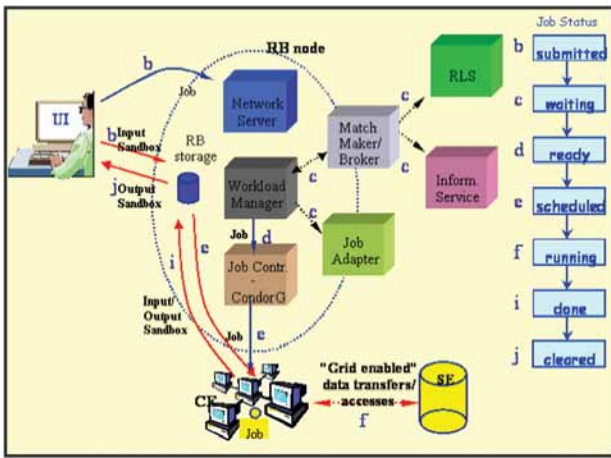 Job Status
RB node
b
Job
Network
Server
RLS
b
submitted
UI
b
Input
Sandbox
RB
storage
j
Output
Sandbox
c
Match
Maker/
Broker
c
c
waiting
Workload
Manager
c
Inform.
Service
d
ready
c
Job
d
Job
Adapter
e
scheduled
i
e
Job Contr.
-
CondorG
f
running
Input/
Output
Sandbox
Job
e
i
done
"Grid enabled"
data transfers/
accesses
SE
j
cleared
CE
f
Job